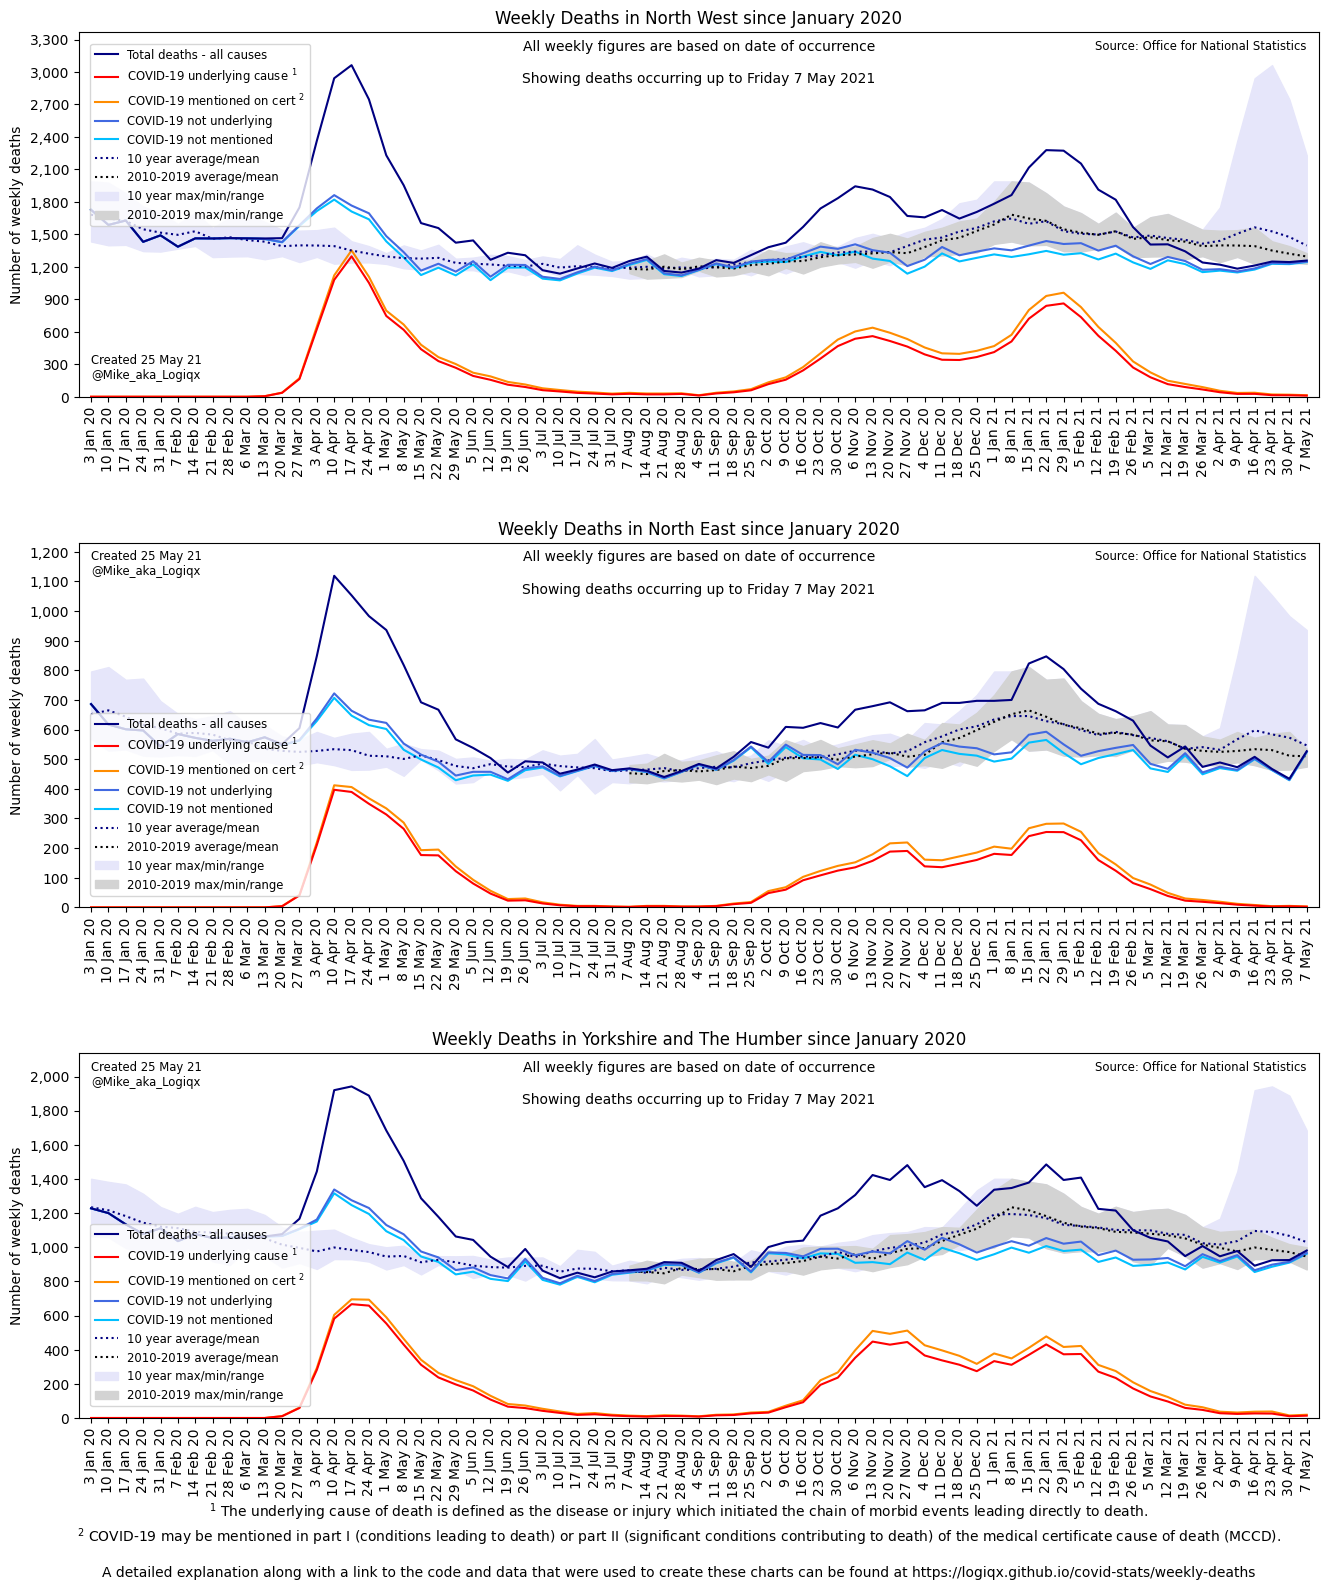 Weekly Deaths in North West since January 2020
All weekly figures are based on date of occurrence
Showing deaths occurring up to Friday 7 May 2021
Source: Office for National Statistics
Number of weekly deaths
3,300
3,000
2,700
2,400
2,100
1,800
1,500
1,200
900
600
300
0
Total deaths - all causes
COVID-19 underlying cause 1
COVID-19 mentioned on cert 2
COVID-19 not underlying
COVID-19 not mentioned
10 year average/mean
2010-2019 average/mean
10 year max/min/range
2010-2019 max/min/range
Created 25 May 21
@Mike_aka_Logiqx
3 Jan 20
10 Jan 20
17 Jan 20
24 Jan 20
31 Jan 20
7 Feb 20
14 Feb 20
21 Feb 20
28 Feb 20
6 Mar 20
13 Mar 20
20 Mar 20
27 Mar 20
3 Apr 20
10 Apr 20
17 Apr 20
24 Apr 20
1 May 20
8 May 20
15 May 20
22 May 20
29 May 20
5 Jun 20
12 Jun 20
19 Jun 20
26 Jun 20
3 Jul 20
10 Jul 20
17 Jul 20
24 Jul 20
31 Jul 20
7 Aug 20
14 Aug 20
21 Aug 20
28 Aug 20
4 Sep 20
11 Sep 20
18 Sep 20
25 Sep 20
2 Oct 20
9 Oct 20
16 Oct 20
23 Oct 20
30 Oct 20
6 Nov 20
13 Nov 20
20 Nov 20
27 Nov 20
4 Dec 20
11 Dec 20
18 Dec 20
25 Dec 20
1 Jan 21
8 Jan 21
15 Jan 21
22 Jan 21
29 Jan 21
5 Feb 21
12 Feb 21
19 Feb 21
26 Feb 21
5 Mar 21
12 Mar 21
19 Mar 21
26 Mar 21
2 Apr 21
9 Apr 21
16 Apr 21
23 Apr 21
30 Apr 21
7 May 21
Weekly Deaths in North East since January 2020
Created 25 May 21
@Mike_aka_Logiqx
All weekly figures are based on date of occurrence
Showing deaths occurring up to Friday 7 May 2021
Source: Office for National Statistics
Number of weekly deaths
1,200
1,100
1,000
900
800
700
600
500
400
300
200
100
0
Total deaths - all causes
COVID-19 underlying cause 1
COVID-19 mentioned on cert 2
COVID-19 not underlying
COVID-19 not mentioned
10 year average/mean
2010-2019 average/mean
10 year max/min/range
2010-2019 max/min/range
3 Jan 20
10 Jan 20
17 Jan 20
24 Jan 20
31 Jan 20
7 Feb 20
14 Feb 20
21 Feb 20
28 Feb 20
6 Mar 20
13 Mar 20
20 Mar 20
27 Mar 20
3 Apr 20
10 Apr 20
17 Apr 20
24 Apr 20
1 May 20
8 May 20
15 May 20
22 May 20
29 May 20
5 Jun 20
12 Jun 20
19 Jun 20
26 Jun 20
3 Jul 20
10 Jul 20
17 Jul 20
24 Jul 20
31 Jul 20
7 Aug 20
14 Aug 20
21 Aug 20
28 Aug 20
4 Sep 20
11 Sep 20
18 Sep 20
25 Sep 20
2 Oct 20
9 Oct 20
16 Oct 20
23 Oct 20
30 Oct 20
6 Nov 20
13 Nov 20
20 Nov 20
27 Nov 20
4 Dec 20
11 Dec 20
18 Dec 20
25 Dec 20
1 Jan 21
8 Jan 21
15 Jan 21
22 Jan 21
29 Jan 21
5 Feb 21
12 Feb 21
19 Feb 21
26 Feb 21
5 Mar 21
12 Mar 21
19 Mar 21
26 Mar 21
2 Apr 21
9 Apr 21
16 Apr 21
23 Apr 21
30 Apr 21
7 May 21
Weekly Deaths in Yorkshire and The Humber since January 2020
Created 25 May 21
@Mike_aka_Logiqx
All weekly figures are based on date of occurrence
Showing deaths occurring up to Friday 7 May 2021
Source: Office for National Statistics
Number of weekly deaths
2,000
1,800
1,600
1,400
1,200
1,000
800
600
400
200
0
Total deaths - all causes
COVID-19 underlying cause 1
COVID-19 mentioned on cert 2
COVID-19 not underlying
COVID-19 not mentioned
10 year average/mean
2010-2019 average/mean
10 year max/min/range
2010-2019 max/min/range
3 Jan 20
10 Jan 20
17 Jan 20
24 Jan 20
31 Jan 20
7 Feb 20
14 Feb 20
21 Feb 20
28 Feb 20
6 Mar 20
13 Mar 20
20 Mar 20
27 Mar 20
3 Apr 20
10 Apr 20
17 Apr 20
24 Apr 20
1 May 20
8 May 20
15 May 20
22 May 20
29 May 20
5 Jun 20
12 Jun 20
19 Jun 20
26 Jun 20
3 Jul 20
10 Jul 20
17 Jul 20
24 Jul 20
31 Jul 20
7 Aug 20
14 Aug 20
21 Aug 20
28 Aug 20
4 Sep 20
11 Sep 20
18 Sep 20
25 Sep 20
2 Oct 20
9 Oct 20
16 Oct 20
23 Oct 20
30 Oct 20
6 Nov 20
13 Nov 20
20 Nov 20
27 Nov 20
4 Dec 20
11 Dec 20
18 Dec 20
25 Dec 20
1 Jan 21
8 Jan 21
15 Jan 21
22 Jan 21
29 Jan 21
5 Feb 21
12 Feb 21
19 Feb 21
26 Feb 21
5 Mar 21
12 Mar 21
19 Mar 21
26 Mar 21
2 Apr 21
9 Apr 21
16 Apr 21
23 Apr 21
30 Apr 21
7 May 21
1 The underlying cause of death is defined as the disease or injury which initiated the chain of morbid events leading directly to death.
2 COVID-19 may be mentioned in part I (conditions leading to death) or part II (significant conditions contributing to death) of the medical certificate cause of death (MCCD).
A detailed explanation along with a link to the code and data that were used to create these charts can be found at https://logiqx.github.io/covid-stats/weekly-deaths